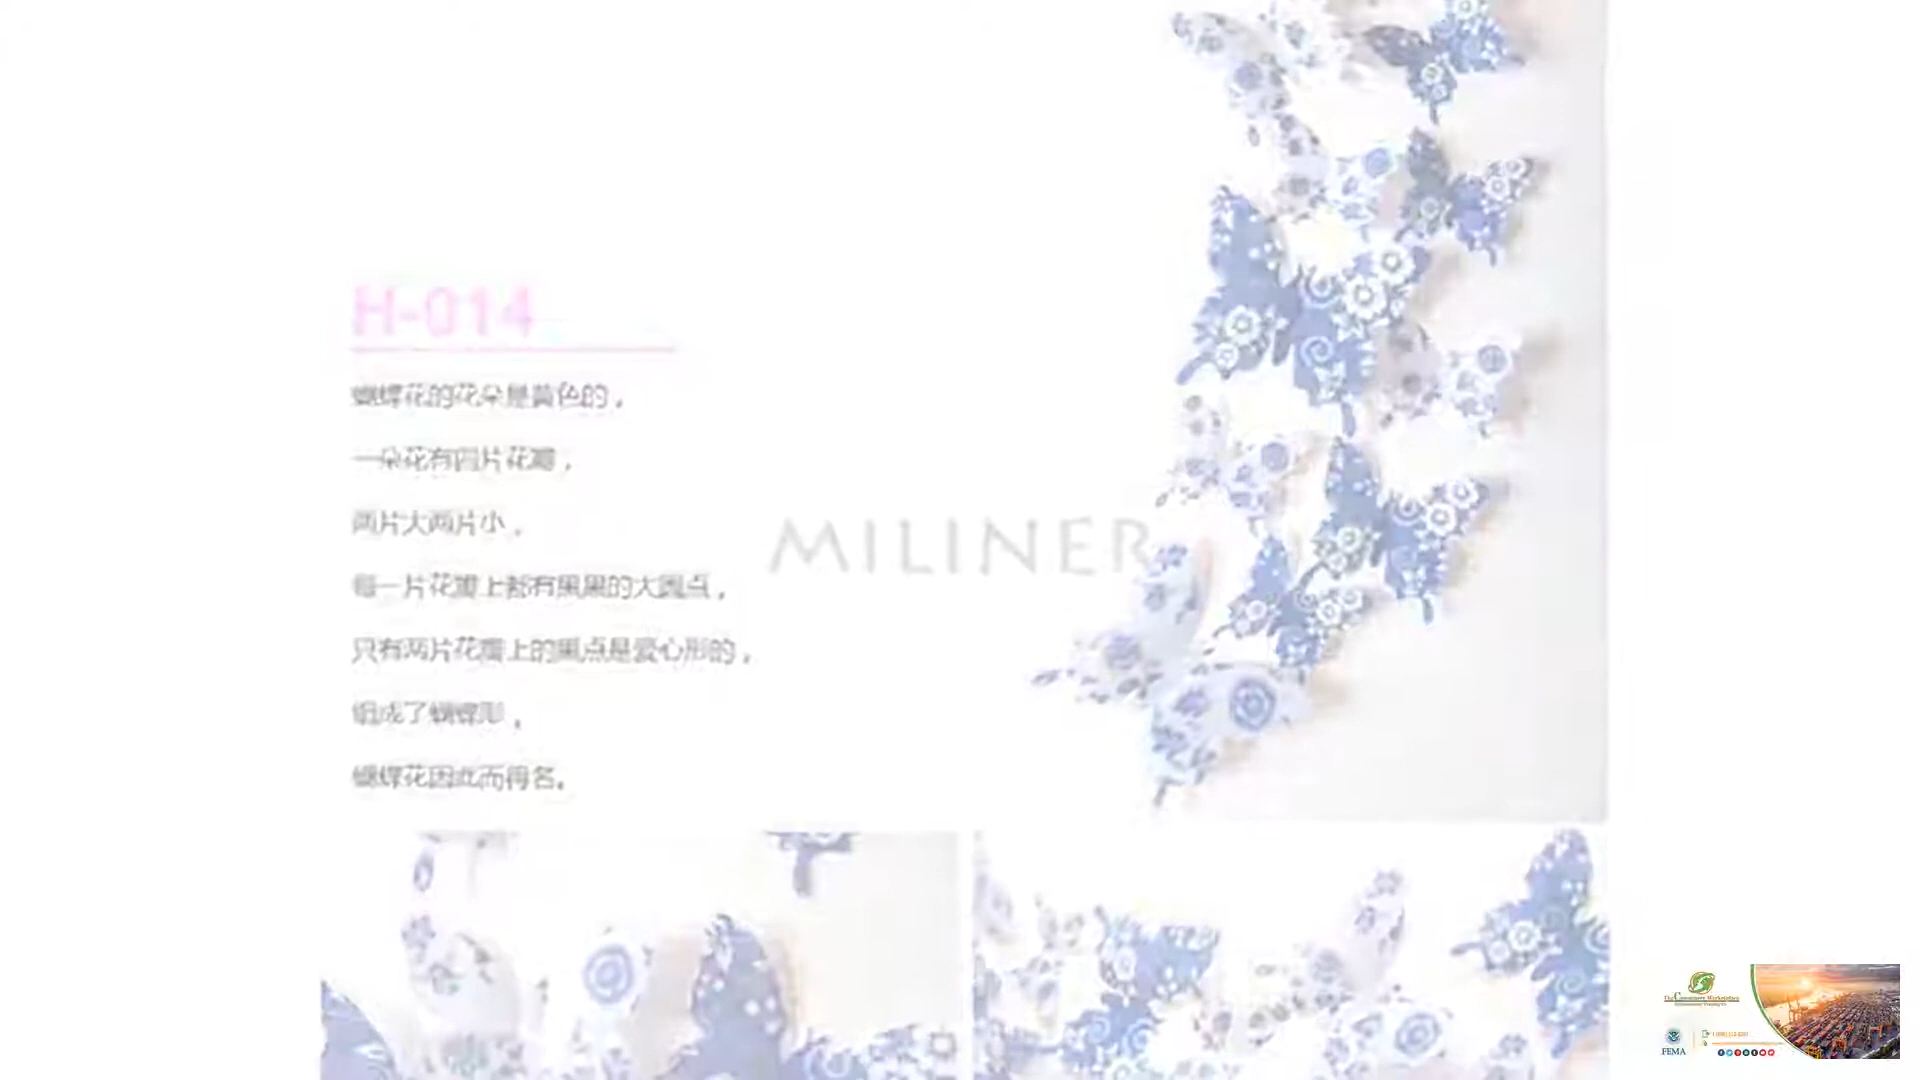 H-014
蝴蝶花的花朵是黄色的，
一朵花有四片花瓣，
两片大两片小，
每一片花瓣上都有黑黑的大圆点，
只有两片花瓣上的黑点是爱心形的，
组成了蝴蝶形，
蝴蝶花因此而得名。
MILINER
FEMA